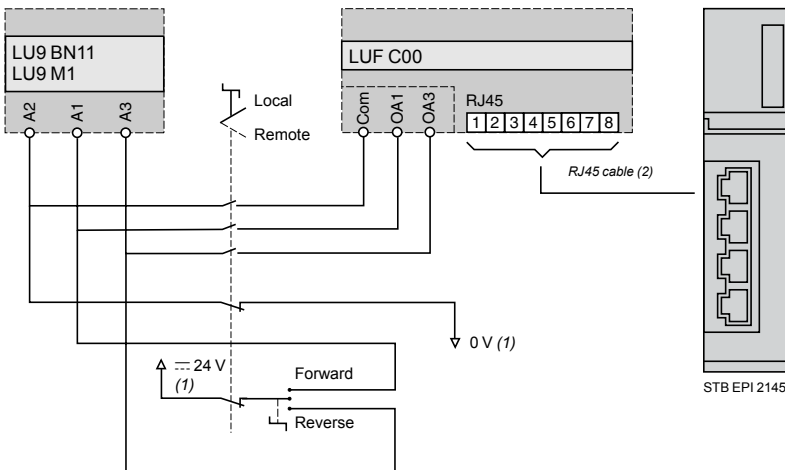 LU9 BN11
LU9 M1
A2
A1
A3
Local
Remote
LUF C00
Com
OA1
OA3
RJ45
1 2 3 4 5 6 7 8
RJ45 cable (2)
0 V (1)
24 V
(1)
Forward
Reverse
STB EPI 2145